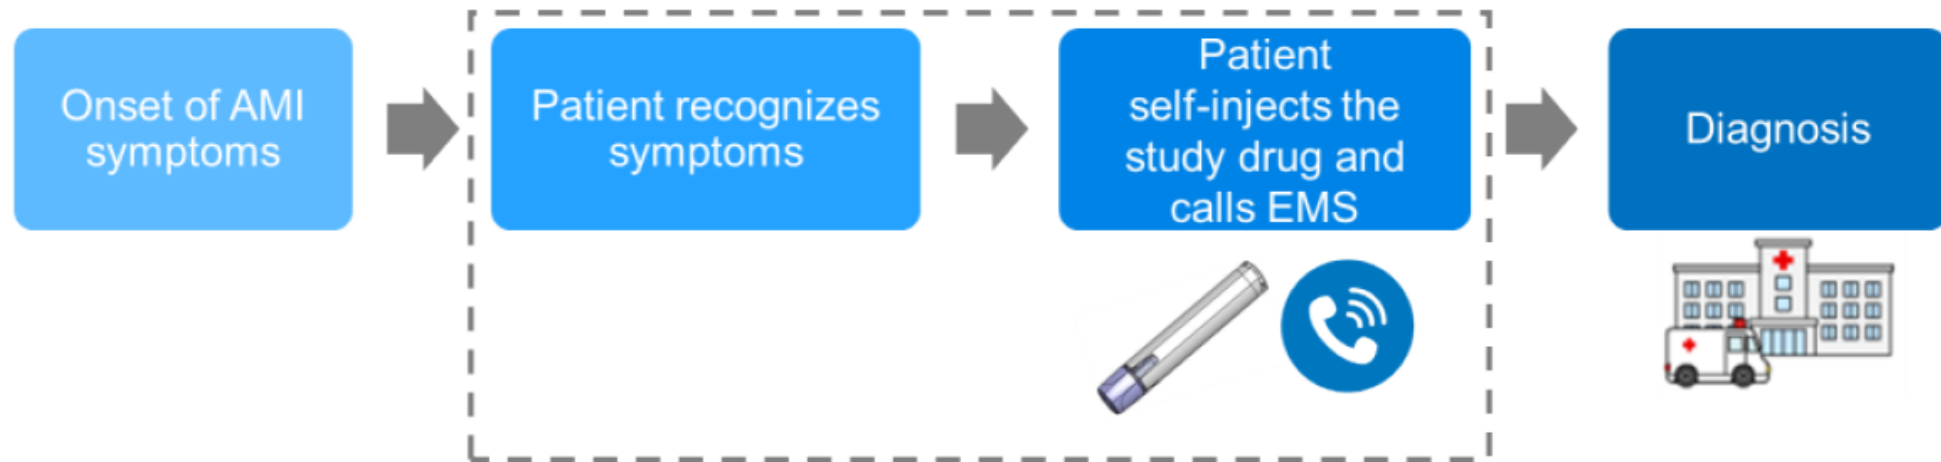 Onset of AMI
symptoms
Patient recognizes
symptoms
Patient
self-injects the
study drug and
calls EMS
Diagnosis